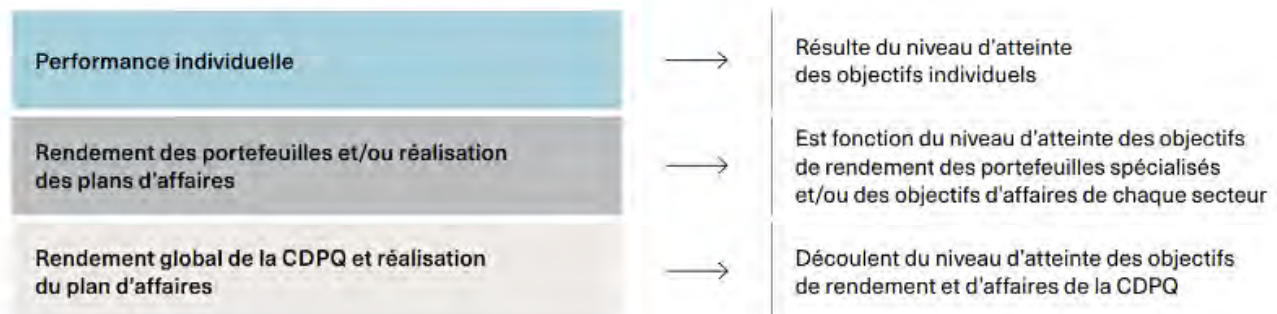 Performance individuelle
Résulte du niveau d'atteinte
des objectifs individuels
Rendement des portefeuilles et/ou réalisation
des plans d'affaires
Est fonction du niveau d'atteinte des objectifs
de rendement des portefeuilles spécialisés
et/ou des objectifs d'affaires de chaque secteur
Rendement global de la CDPQ et réalisation
du plan d'affaires
Découlent du niveau d'atteinte des objectifs
de rendement et d'affaires de la CDPQ